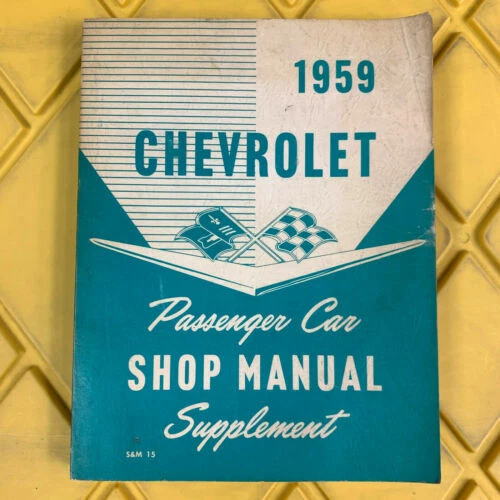 1959
CHEVROLET
Passenger Car
SHOP MANUAL
Supplement
S&M 15